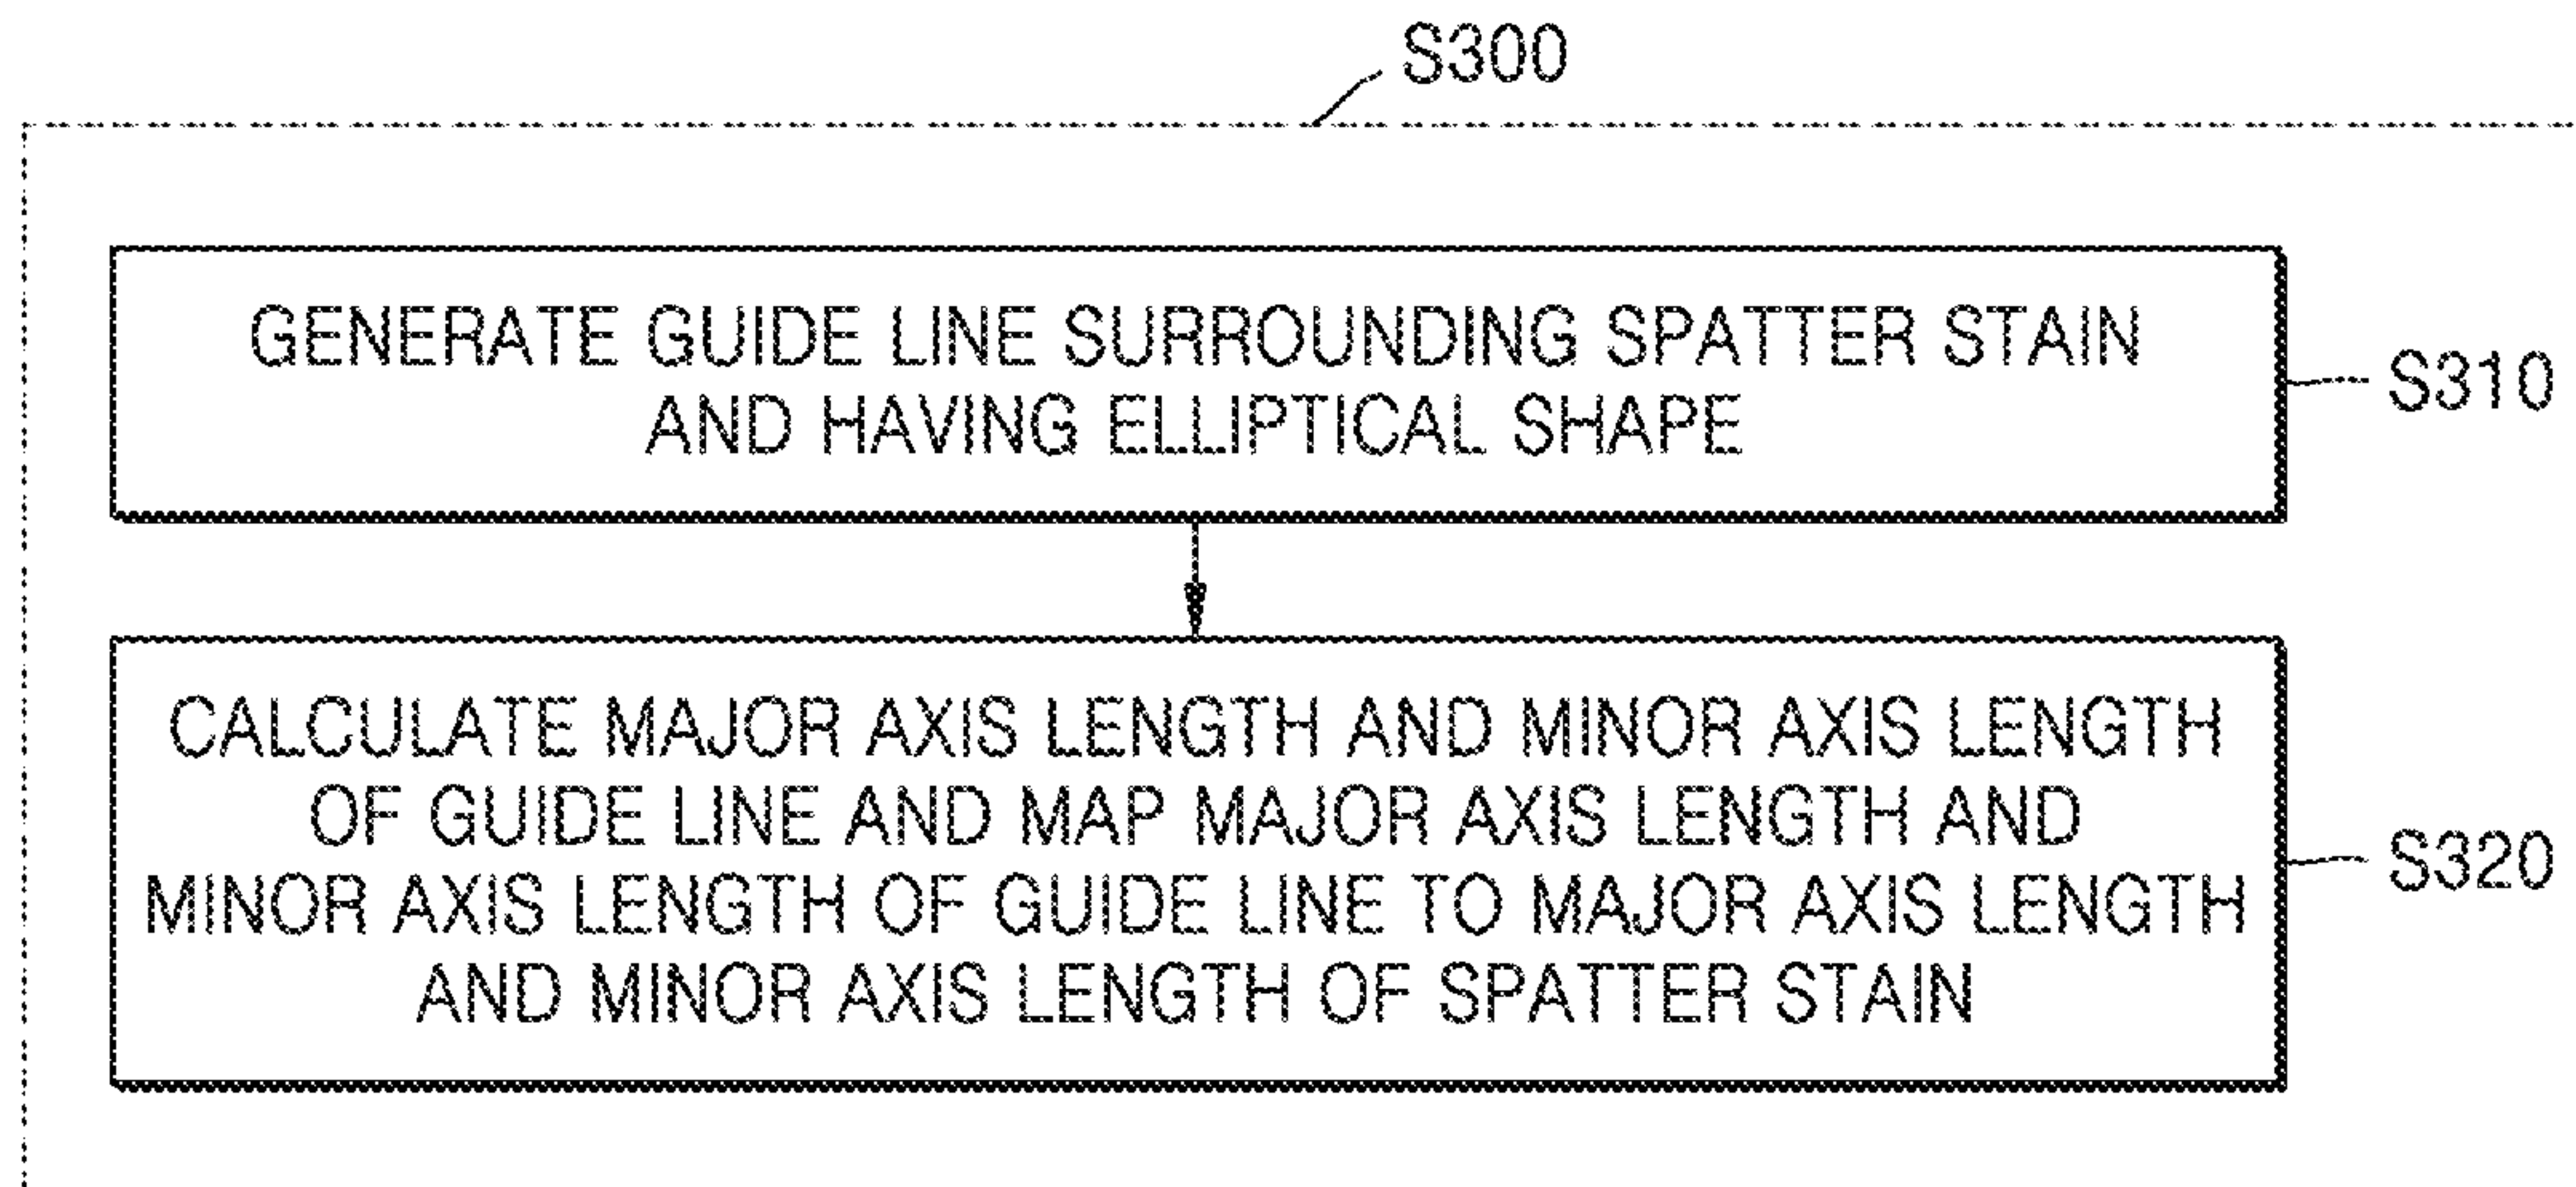 S300
GENERATE GUIDE LINE SURROUNDING SPATTER STAIN
AND HAVING ELLIPTICAL SHAPE
S310
CALCULATE MAJOR AXIS LENGTH AND MINOR AXIS LENGTH
OF GUIDE LINE AND MAP MAJOR AXIS LENGTH AND
MINOR AXIS LENGTH OF GUIDE LINE TO MAJOR AXIS LENGTH
AND MINOR AXIS LENGTH OF SPATTER STAIN
S320